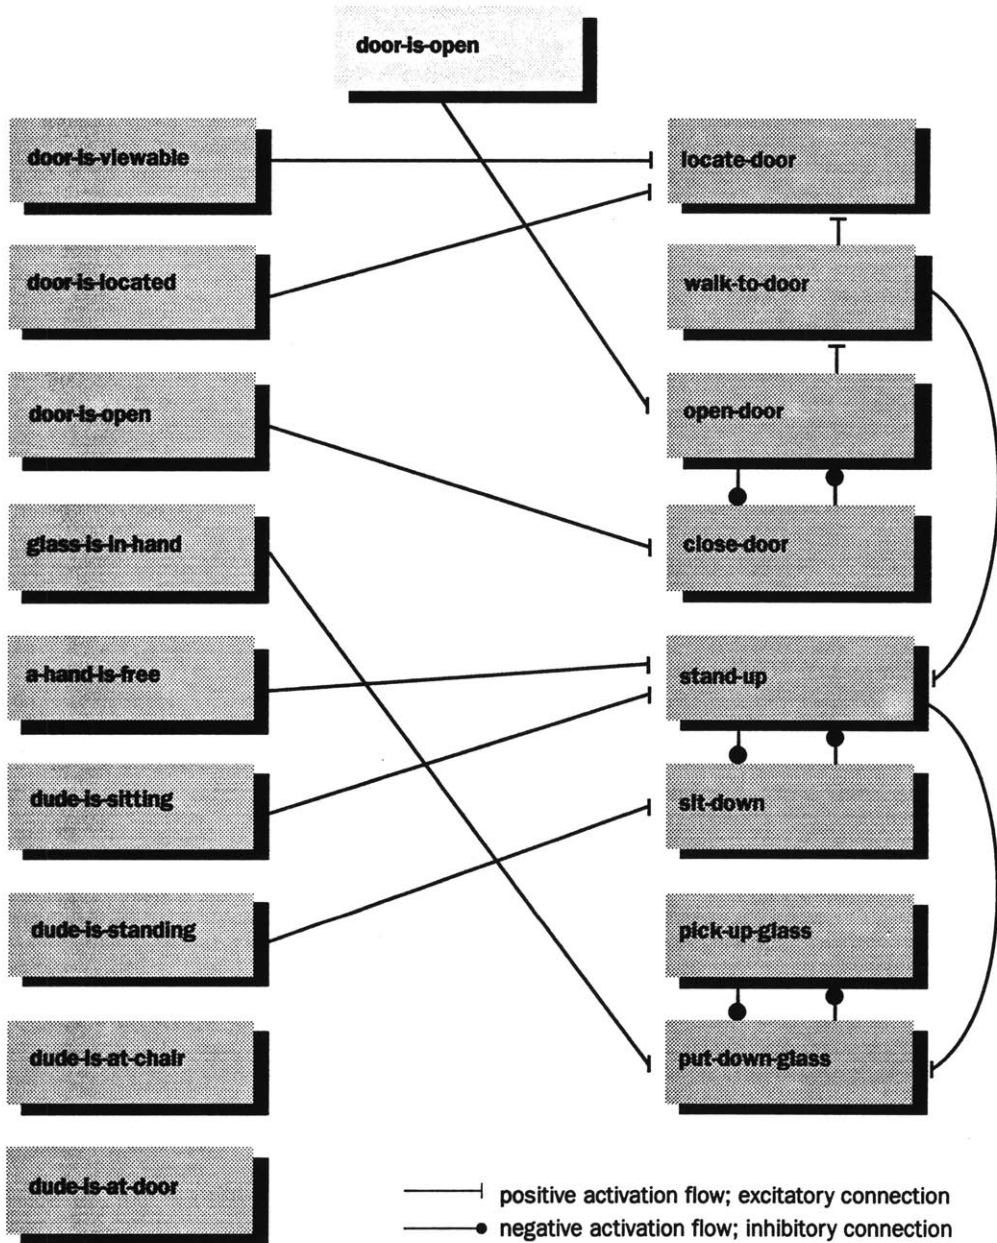 door-is-open
door-is-viewable
locate-door
door-is-located
walk-to-door
door-is-open
open-door
glass-is-in-hand
close-door
a-hand-is-free
stand-up
dude-is-sitting
sit-down
dude-is-standing
pick-up-glass
dude-is-at-chair
put-down-glass
dude-is-at-door
positive activation flow; excitatory connection
negative activation flow; inhibitory connection